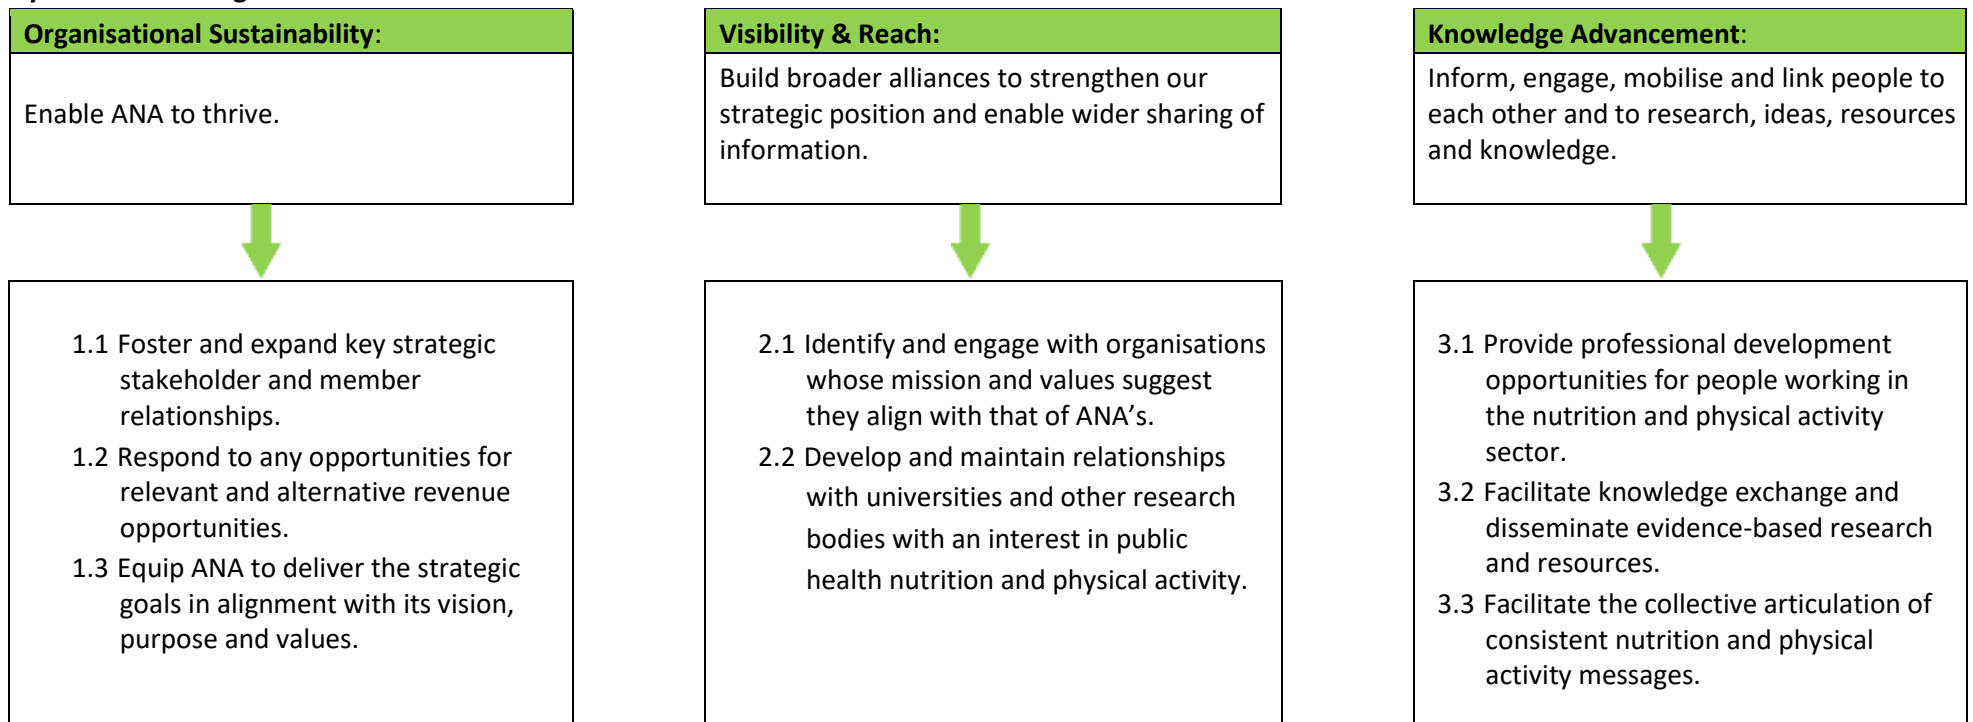 Organisational Sustainability:
Enable ANA to thrive.
1.1 Foster and expand key strategic
stakeholder and member
relationships.
1.2 Respond to any opportunities for
relevant and alternative revenue
opportunities.
1.3 Equip ANA to deliver the strategic
goals in alignment with its vision,
purpose and values.
Visibility & Reach:
Build broader alliances to strengthen our
strategic position and enable wider sharing of
information.
2.1 Identify and engage with organisations
whose mission and values suggest
they align with that of ANA’s.
2.2 Develop and maintain relationships
with universities and other research
bodies with an interest in public
health nutrition and physical activity.
Knowledge Advancement:
Inform, engage, mobilise and link people to
each other and to research, ideas, resources
and knowledge.
3.1 Provide professional development
opportunities for people working in
the nutrition and physical activity
sector.
3.2 Facilitate knowledge exchange and
disseminate evidence-based research
and resources.
3.3 Facilitate the collective articulation of
consistent nutrition and physical
activity messages.